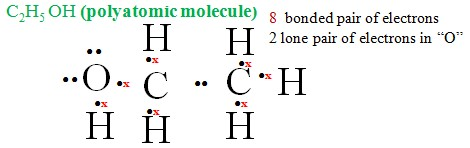 C2H5 OH (polyatomic molecule)
8 bonded pair of electrons
2 lone pair of electrons in “O”
H H
O x C x C x H
H H H